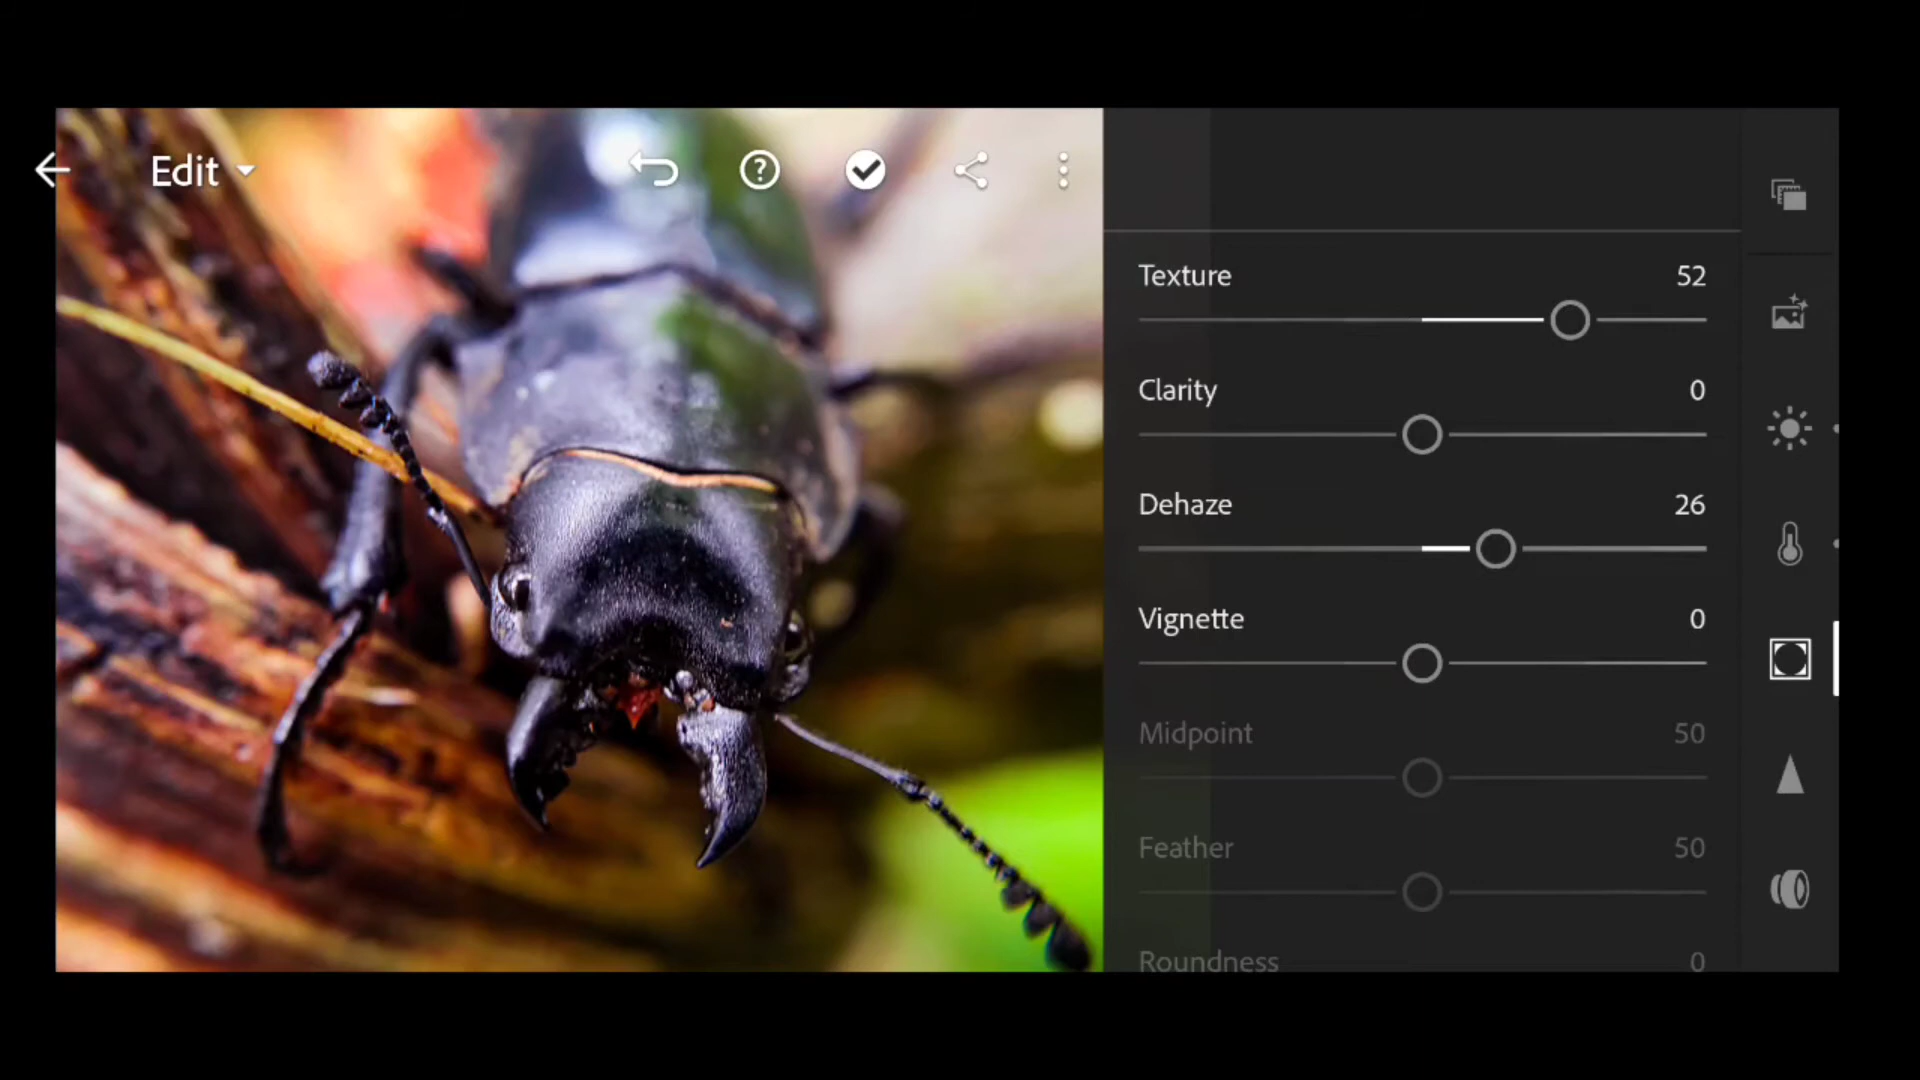 Edit
Texture 52
Clarity 0
Dehaze 26
Vignette 0
Midpoint 50
Feather 50
Roundness 0